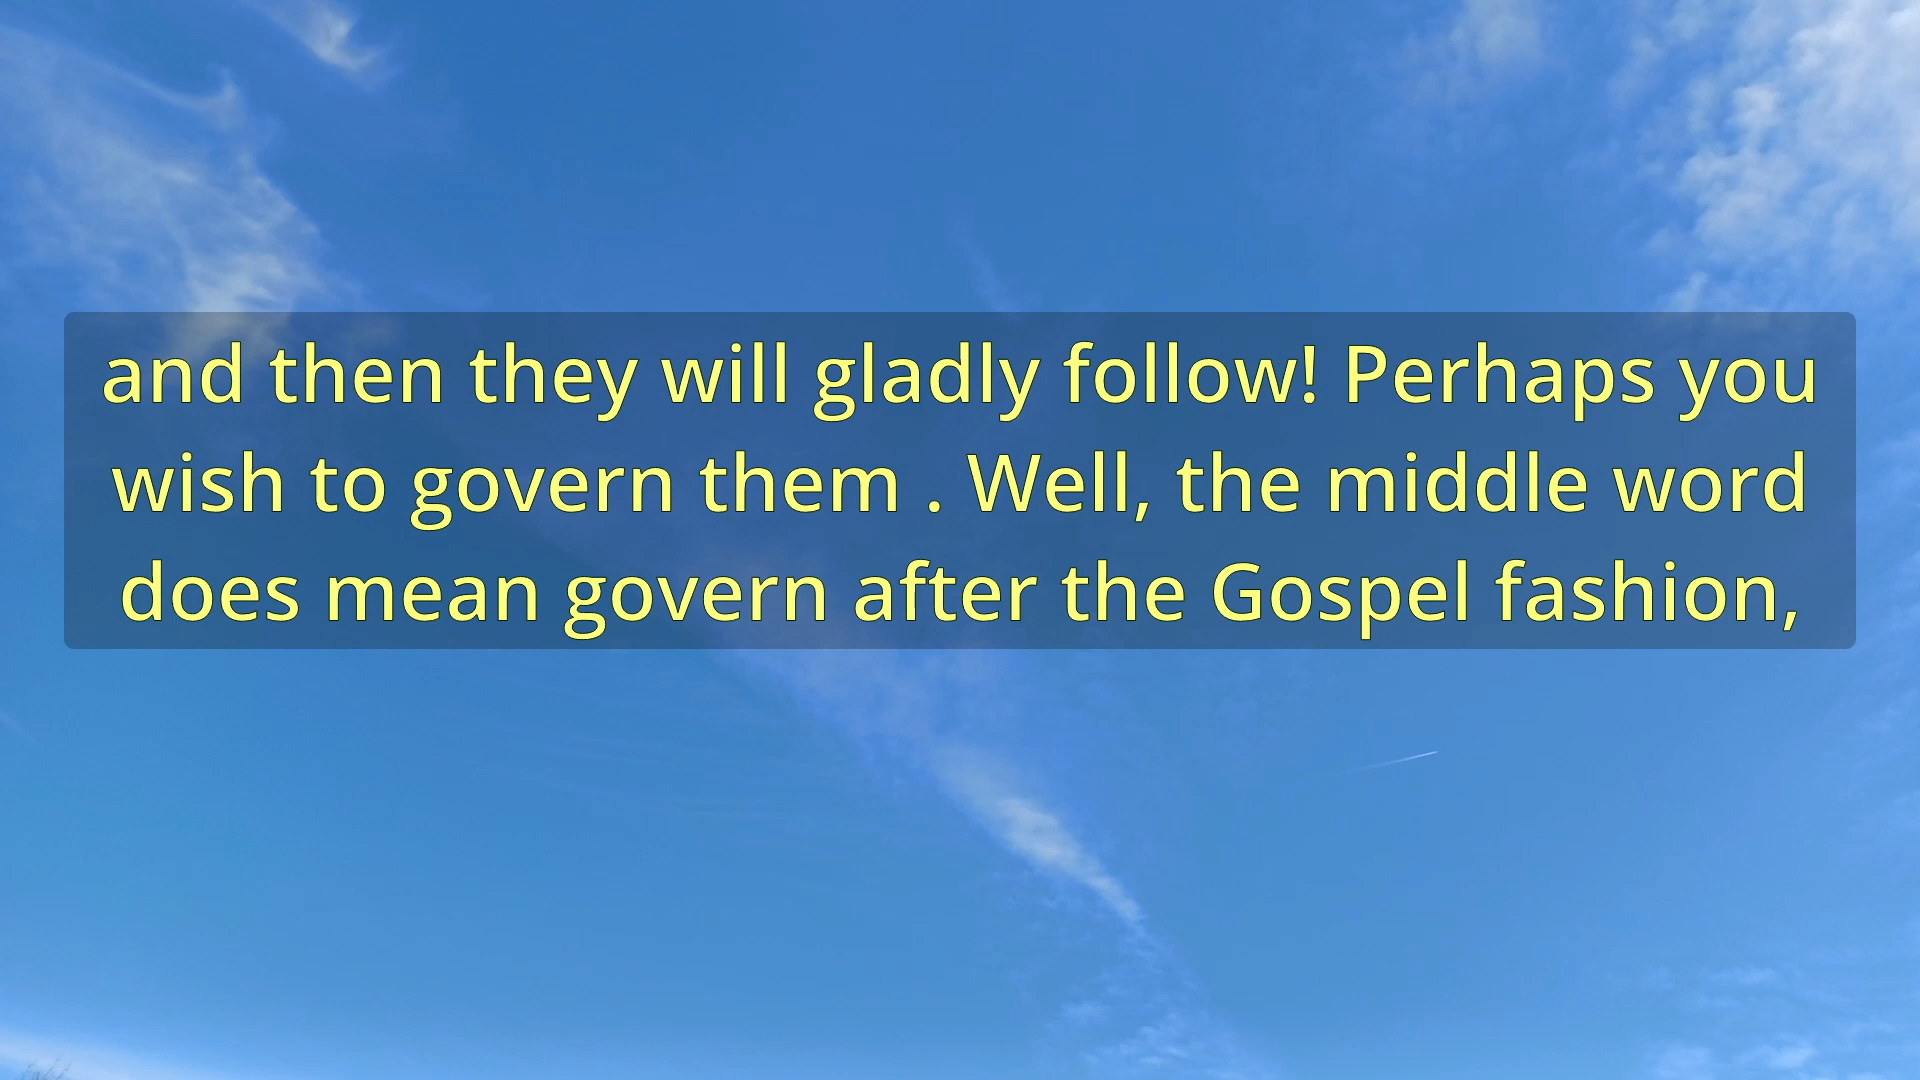 and then they will gladly follow! Perhaps you
wish to govern them . Well, the middle word
does mean govern after the Gospel fashion,